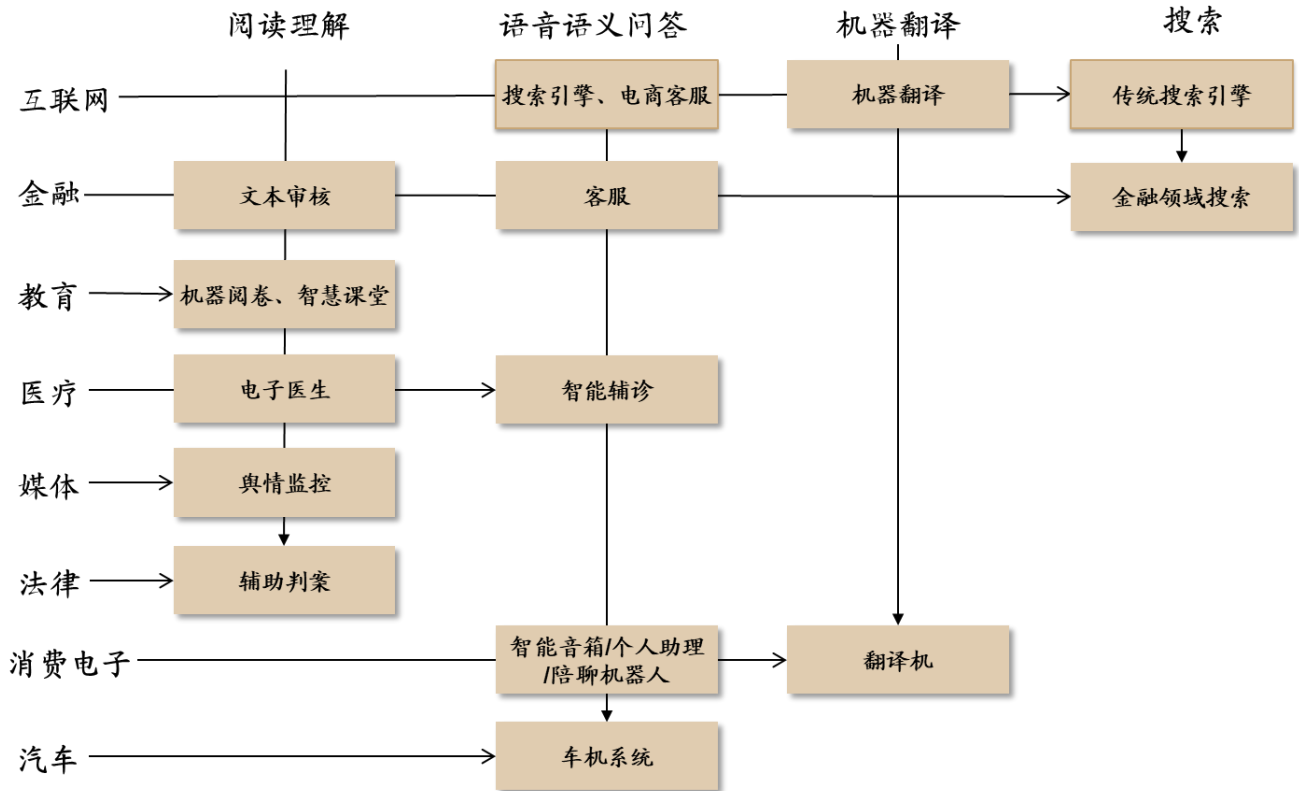 阅读理解 语音语义问答 机器翻译 搜索
互联网 搜索引擎、电商客服 机器翻译 传统搜索引擎
金融 文本审核 客服 金融领域搜索
教育 机器阅卷、智慧课堂
医疗 电子医生 智能辅诊
媒体 舆情监控
法律 辅助判案
消费电子 智能音箱/个人助理 翻译机
/陪聊机器人
汽车 车机系统